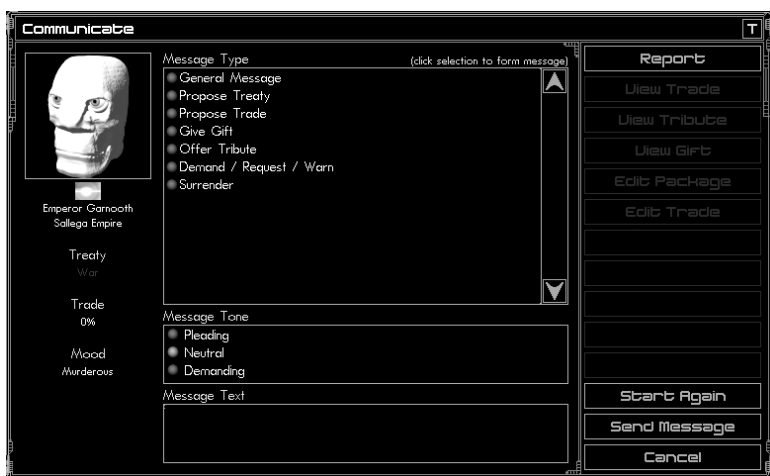 Communicate
T
Message Type
(click selection to form message)
General Message
Propose Treaty
Propose Trade
Give Gift
Offer Tribute
Demand / Request / Warn
Surrender
Emperor Garnooth
Sallega Empire
Treaty
War
Trade
0%
Mood
Murderous
Message Tone
Pleading
Neutral
Demanding
Message Text
Report
View Trade
View Tribute
View Gift
Edit Package
Edit Trade
Start Again
Send Message
Cancel